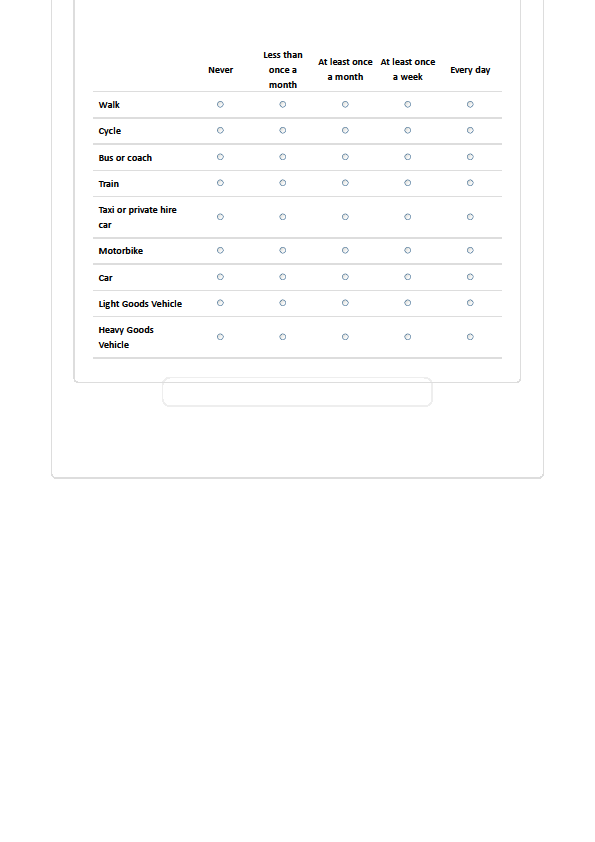 Never
Less than
once a
month
At least once
a month
At least once
a week
Every day
Walk
Cycle
Bus or coach
Train
Taxi or private hire
car
Motorbike
Car
Light Goods Vehicle
Heavy Goods
Vehicle